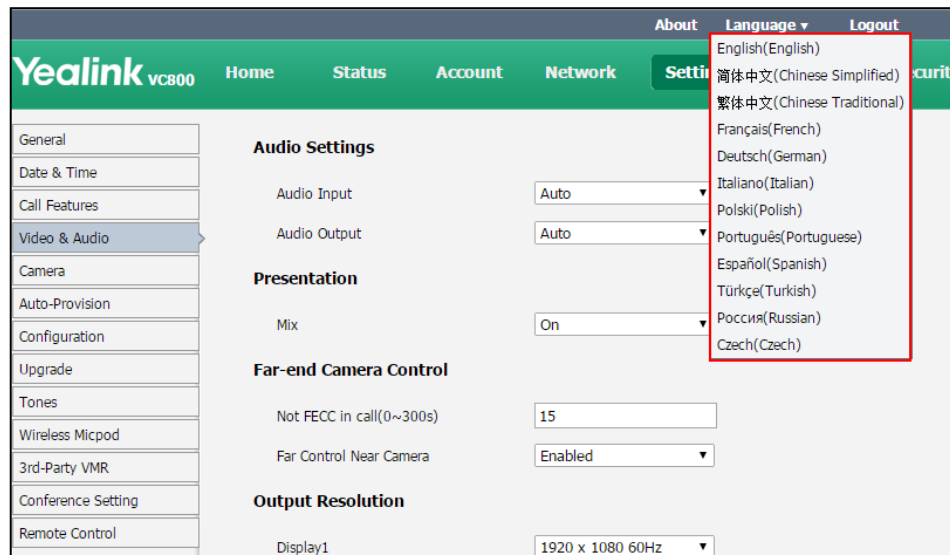 About Language ▾ Logout
Yealink VC800 Home Status Account Network Settin ecurit
English(English)
简体中文(Chinese Simplified)
繁体中文(Chinese Traditional)
Français(French)
Deutsch(German)
Italiano(Italian)
Polski(Polish)
Português(Portuguese)
Español(Spanish)
Türkçe(Turkish)
Россия(Russian)
Czech(Czech)
General
Date & Time
Call Features
Video & Audio
Camera
Auto-Provision
Configuration
Upgrade
Tones
Wireless Micpod
3rd-Party VMR
Conference Setting
Remote Control
Audio Settings
Audio Input Auto
Audio Output Auto
Presentation
Mix On
Far-end Camera Control
Not FECC in call(0~300s) 15
Far Control Near Camera Enabled
Output Resolution
Display1 1920 x 1080 60Hz